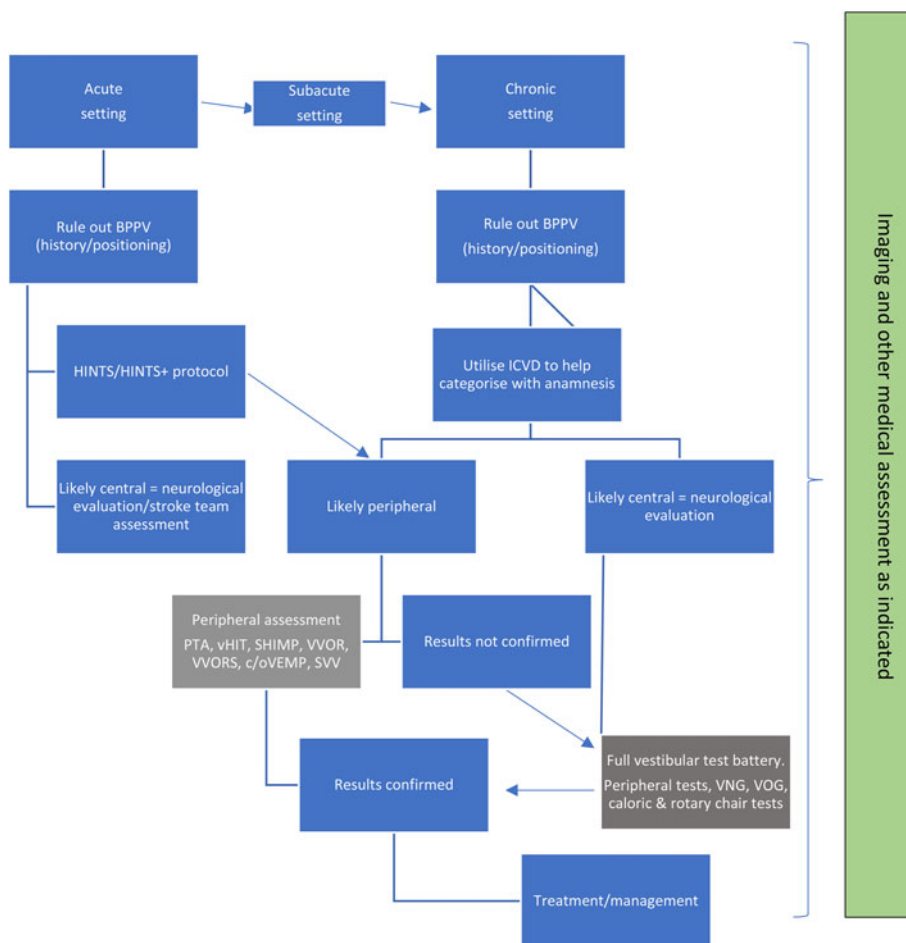 Acute
setting
Subacute
setting
Chronic
setting
Rule out BPPV
(history/positioning)
Rule out BPPV
(history/positioning)
HINTS/HINTS+ protocol
Utilise ICVD to help
categorise with anamnesis
Likely central = neurological
evaluation/stroke team
assessment
Likely peripheral
Likely central = neurological
evaluation
Peripheral assessment
PTA, vHIT, SHIMP, VVOR,
VVORS, c/oVEMP, SVV
Results not confirmed
Results confirmed
Full vestibular test battery.
Peripheral tests, VNG, VOG,
caloric & rotary chair tests
Treatment/management
Imaging and other medical assessment as indicated